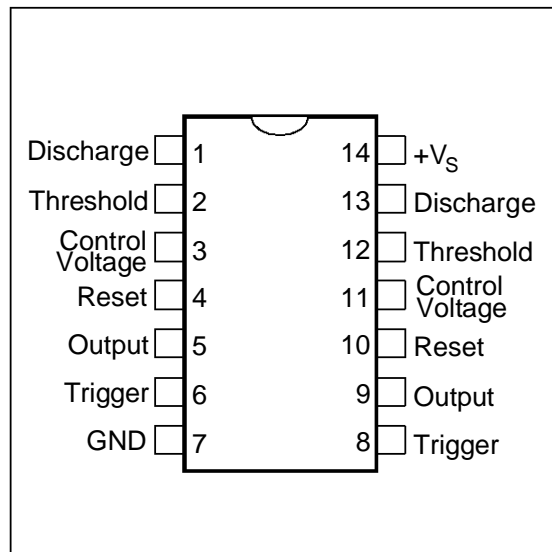 Discharge 1 14 +VS
Threshold 2 13 Discharge
Control
Voltage 3 12 Threshold
Reset 4 11 Control
Voltage
Output 5 10 Reset
Trigger 6 9 Output
GND 7 8 Trigger